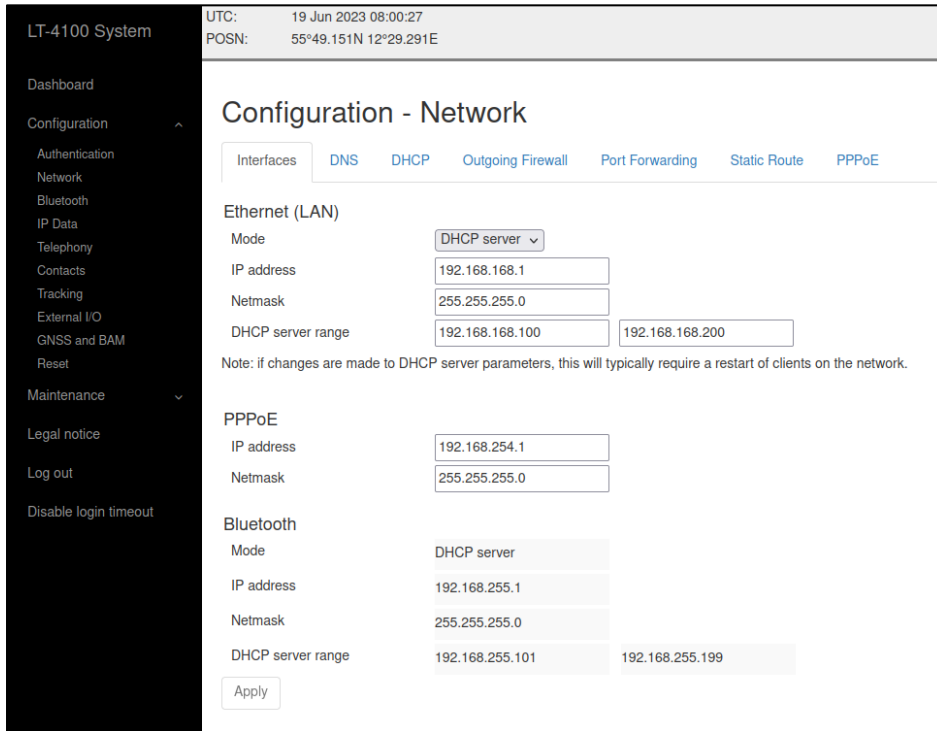 LT-4100 System
Dashboard
Configuration
Authentication
Network
Bluetooth
IP Data
Telephony
Contacts
Tracking
External I/O
GNSS and BAM
Reset
Maintenance
Legal notice
Log out
Disable login timeout
UTC: 19 Jun 2023 08:00:27
POSN: 55°49.151N 12°29.291E
Configuration - Network
Interfaces DNS DHCP Outgoing Firewall Port Forwarding Static Route PPPoE
Ethernet (LAN)
Mode DHCP server
IP address 192.168.168.1
Netmask 255.255.255.0
DHCP server range 192.168.168.100 192.168.168.200
Note: if changes are made to DHCP server parameters, this will typically require a restart of clients on the network.
PPPoE
IP address 192.168.254.1
Netmask 255.255.255.0
Bluetooth
Mode DHCP server
IP address 192.168.255.1
Netmask 255.255.255.0
DHCP server range 192.168.255.101 192.168.255.199
Apply